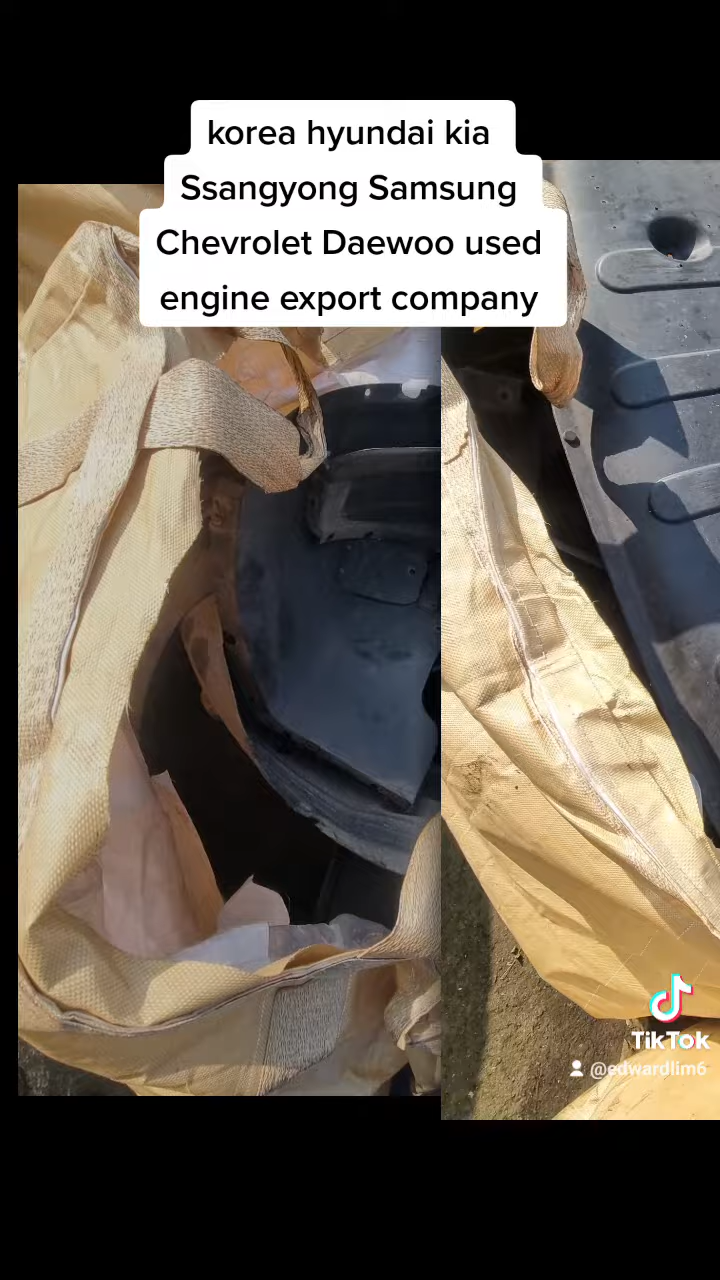 korea hyundai kia
Ssangyong Samsung
Chevrolet Daewoo used
engine export company
TikTok
@edwardlim6